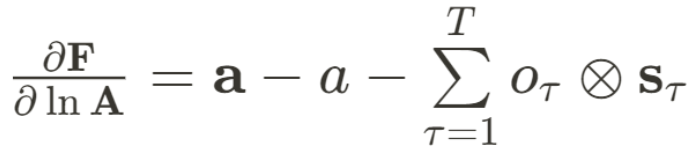 ∂F/∂ ln A = a − a − ∑_{τ=1}^{T} o_τ ⊗ s_τ